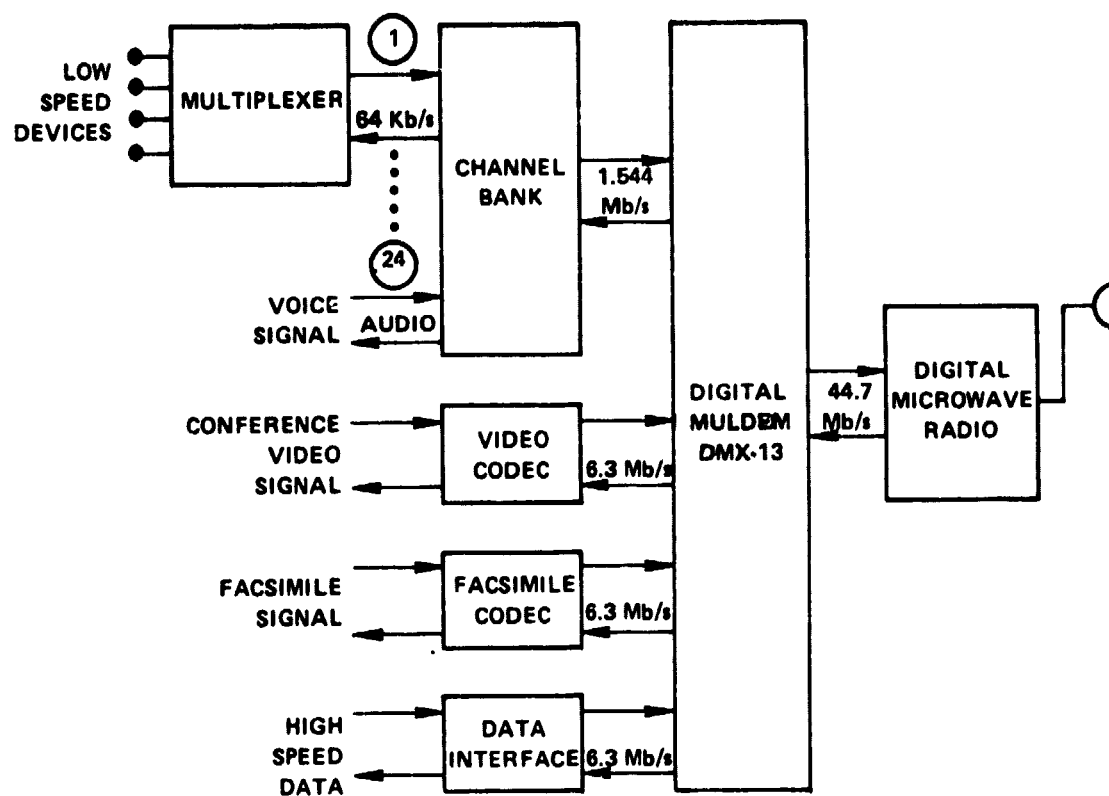 LOW
SPEED
DEVICES
MULTIPLEXER
1
64 Kb/s
24
VOICE
SIGNAL
AUDIO
CHANNEL
BANK
1.544
Mb/s
CONFERENCE
VIDEO
SIGNAL
VIDEO
CODEC
6.3 Mb/s
FACSIMILE
SIGNAL
FACSIMILE
CODEC
6.3 Mb/s
HIGH
SPEED
DATA
DATA
INTERFACE
6.3 Mb/s
DIGITAL
DMX-13
44.7
Mb/s
DIGITAL
MICROWAVE
RADIO